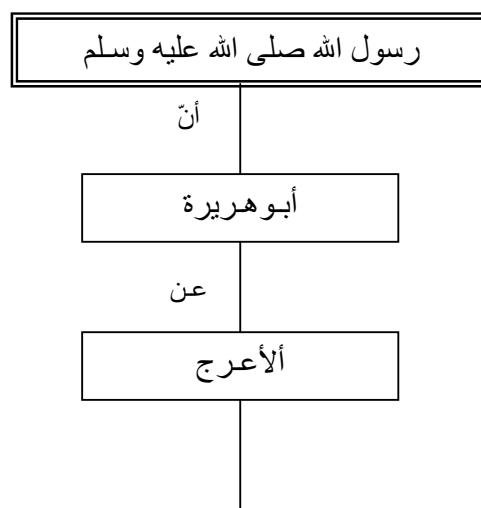 رسول الله صلى الله عليه وسلم
أنّ
أبوهريرة
عن
ألأعرج